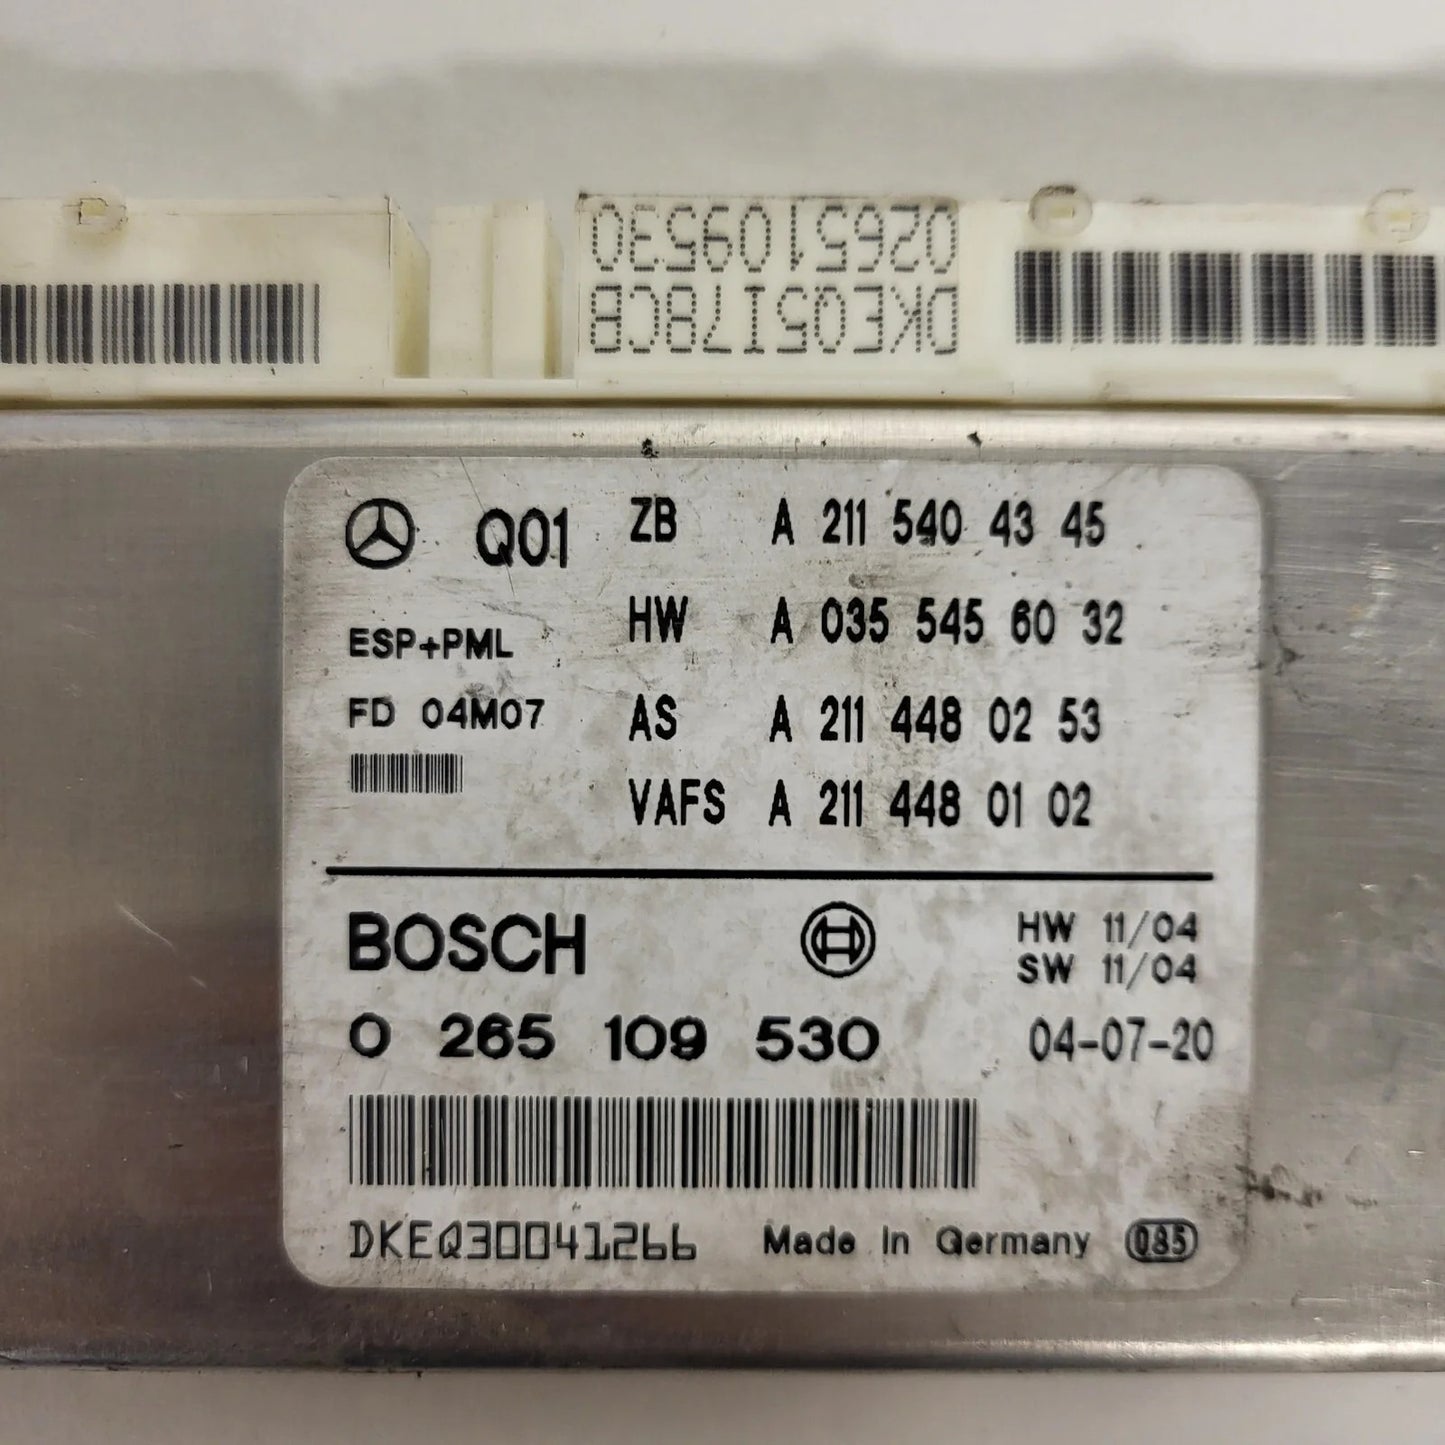 0265109530
DKEQ5I78CB
Q01 ZB A 211 540 43 45
HW A 035 545 60 32
ESP+PML
FD 04M07 AS A 211 448 02 53
VAFS A 211 448 01 02
BOSCH HW 11/04
SW 11/04
0 265 109 530 04-07-20
DKEQ30041266 Made in Germany Q85